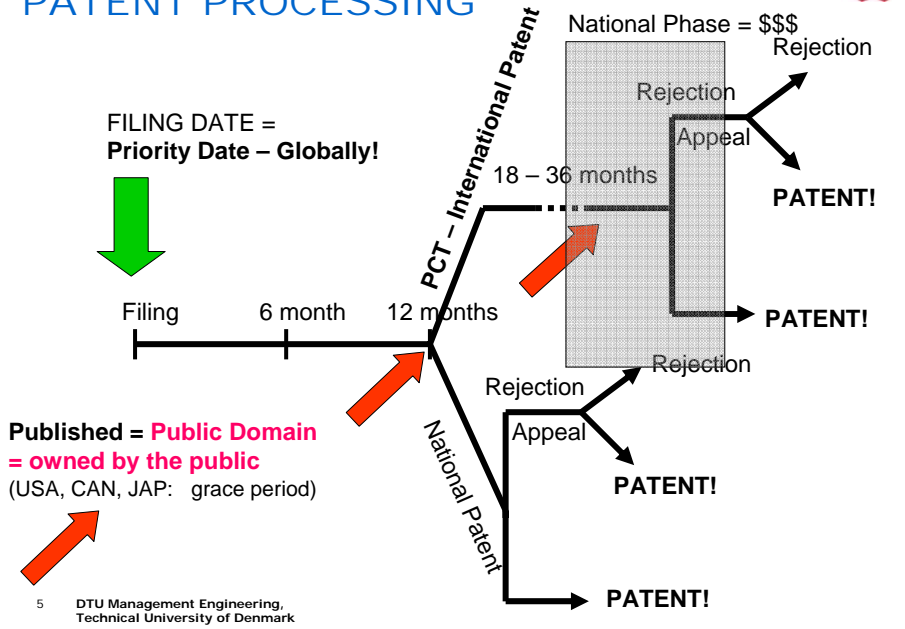 PATENT PROCESSING
National Phase = $$$
Rejection
Rejection
Appeal
PATENT!
FILING DATE =
Priority Date – Globally!
PCT – International Patent
18 – 36 months
PATENT!
Filing
6 month
12 months
Published = Public Domain
= owned by the public
(USA, CAN, JAP: grace period)
National Patent
Rejection
Rejection
Appeal
PATENT!
PATENT!
5 DTU Management Engineering,
Technical University of Denmark